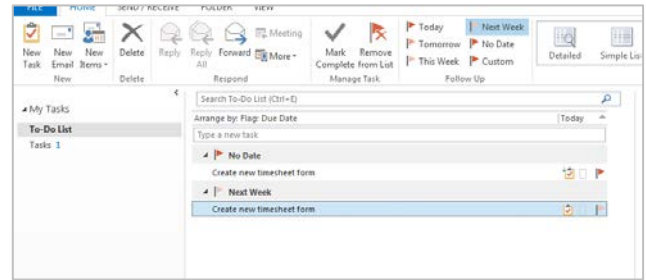 FILE HOME SEND / RECEIVE FOLDER VIEW
New Task
New Email
New Items
New
Delete
Delete
Reply
Reply All
Forward
Meeting
More
Respond
Mark Complete
Remove from List
Manage Task
Today
Tomorrow
This Week
Next Week
No Date
Custom
Follow Up
Detailed
Simple Lis
My Tasks
To-Do List
Tasks 1
Search To-Do List (Ctrl+E)
Arrange by: Flag: Due Date
Today
Type a new task
No Date
Create new timesheet form
Next Week
Create new timesheet form